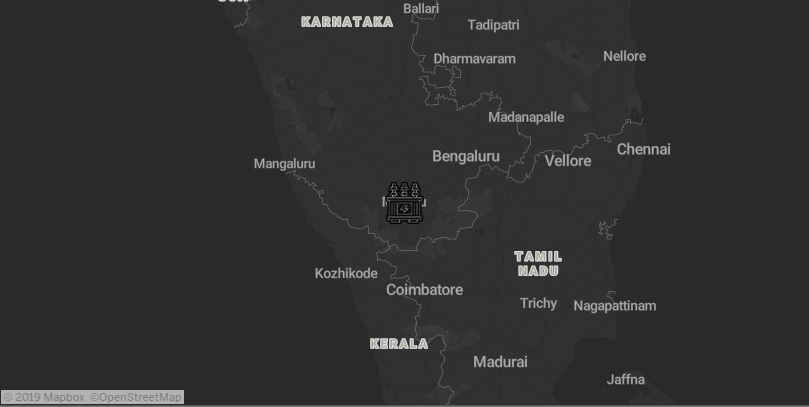 Ballari
KARNATAKA
Tadipatri
Dharmavaram
Nellore
Madanapalle
Chennai
Bengaluru
Vellore
Mangaluru
TAMIL
NADU
Kozhikode
Coimbatore
Trichy
Nagapattinam
KERALA
Madurai
Jaffna
© 2019 Mapbox ©OpenStreetMap